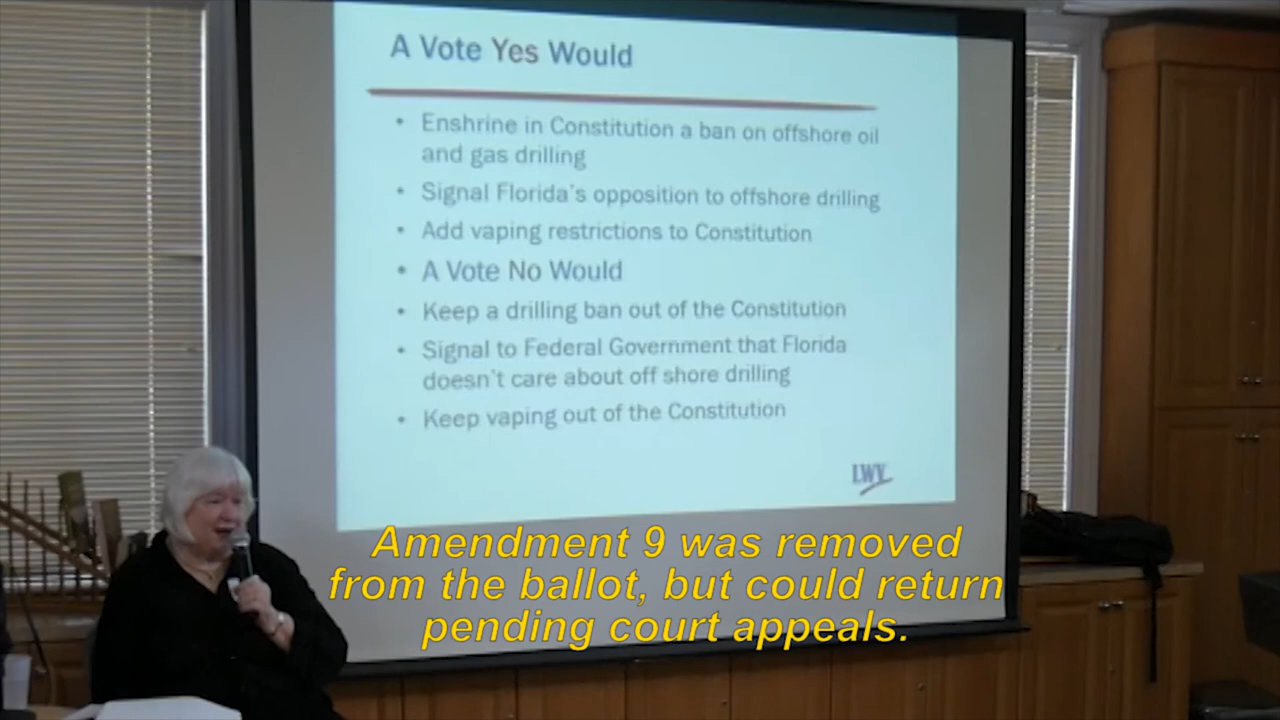 A Vote Yes Would
• Enshrine in Constitution a ban on offshore oil
and gas drilling
• Signal Florida's opposition to offshore drilling
• Add vaping restrictions to Constitution
• A Vote No Would
• Keep a drilling ban out of the Constitution
• Signal to Federal Government that Florida
doesn't care about off shore drilling
• Keep vaping out of the Constitution
LWV
Amendment 9 was removed
from the ballot, but could return
pending court appeals.